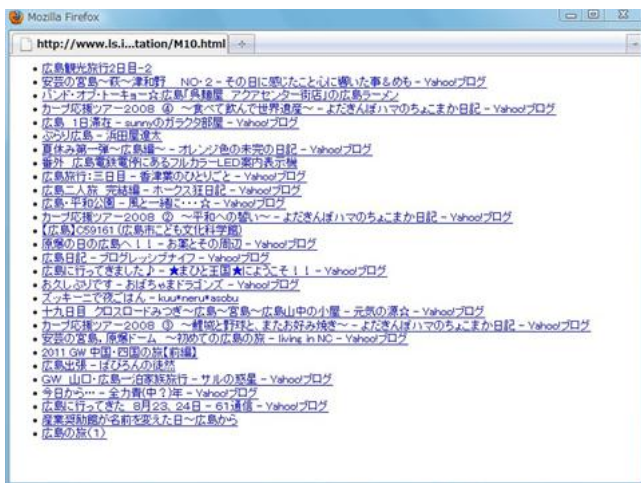 Mozilla Firefox
http://www.ls.i...tation/M10.html
広島観光旅行2日目-2
安芸の宮島～萩～津和野 NO・2 - その日に感じたこと心に響いた事&めも - Yahoo!ブログ
バンド・オブ・トーキョー☆広島「呉麺屋 アクアセンター街店」の広島ラーメン
カープ応援ツアー2008 ④ ～食べて飲んで世界遺産～ - よだきんぼハマのちょこまか日記 - Yahoo!ブログ
広島 1日滞在 - sunnyのガラクタ部屋 - Yahoo!ブログ
ぶらり広島 - 浜田屋遼太
夏休み第一弾～広島編～ - オレンジ色の未完の日記 - Yahoo!ブログ
番外 広島電鉄電停にあるフルカラーLED案内表示機
広島旅行：三日目 - 香津葉のひとりごと - Yahoo!ブログ
広島二人旅 完結編 - ホークス狂日記 - Yahoo!ブログ
広島・平和公園 - 風と一緒に・・・☆ - Yahoo!ブログ
カープ応援ツアー2008 ② ～平和への誓い～ - よだきんぼハマのちょこまか日記 - Yahoo!ブログ
【広島】C59161 (広島市こども文化科学館)
原爆の日の広島へ！！ - お薬とその周辺 - Yahoo!ブログ
広島日記 - プログレッシブナイフ - Yahoo!ブログ
広島に行ってきました♪ - ★まひと王国★にようこそ！！ - Yahoo!ブログ
お久しぶりです - おばちゃまドラゴンズ - Yahoo!ブログ
ズッキーニで夜ごはん - kuu*neru*asobu
十九日目 クロスロードみつぎ～広島～宮島～広島山中の小屋 - 元気の源☆ - Yahoo!ブログ
カープ応援ツアー2008 ① ～鯉城と野球と、またお好み焼き～ - よだきんぼハマのちょこまか日記 - Yahoo!ブログ
安芸の宮島，原爆ドーム ～初めての広島の旅 - living in NC - Yahoo!ブログ
2011 GW 中国・四国の旅【前編】
広島出張 - ぱぴろんの徒然
GW 山口・広島一泊家族旅行 - サルの惑星 - Yahoo!ブログ
今日から… - 全力青(中？)年 - Yahoo!ブログ
広島に行ってきた 8月23、24日 - 61通信 - Yahoo!ブログ
産業奨励館が名前を変えた日～広島から
広島の旅(1)